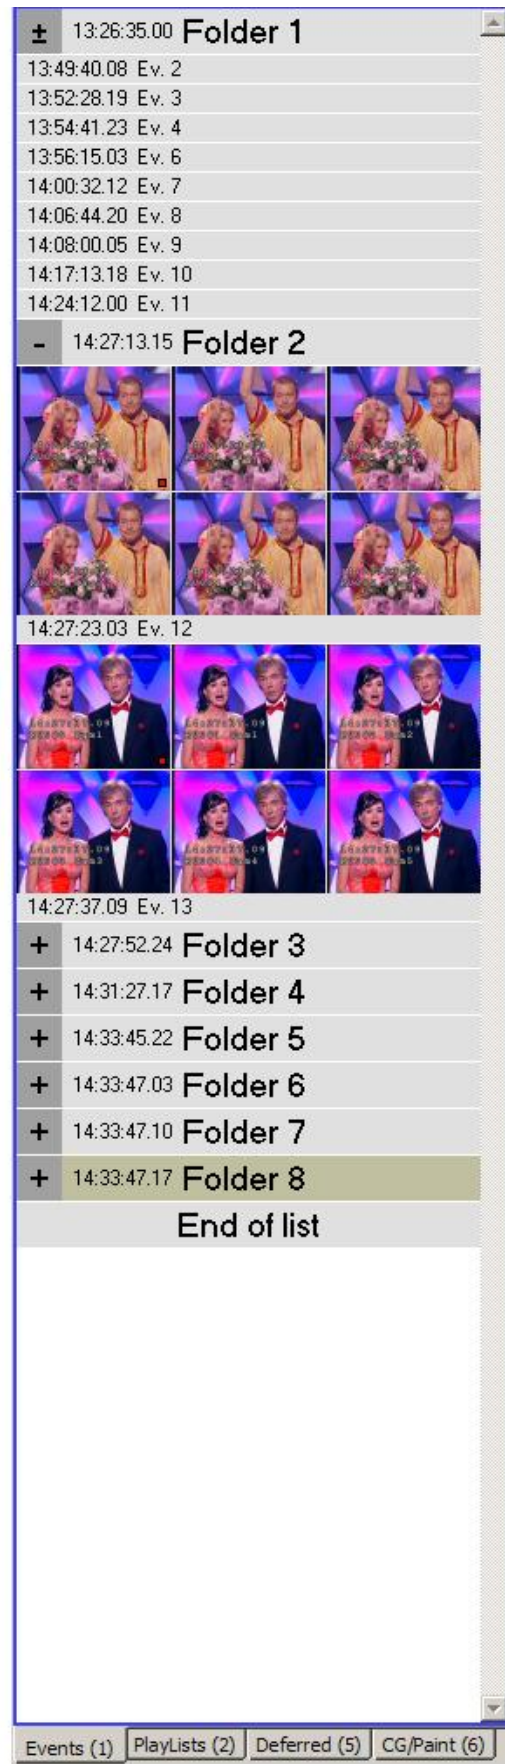 ± 13:26:35.00 Folder 1
13:49:40.08 Ev. 2
13:52:28.19 Ev. 3
13:54:41.23 Ev. 4
13:56:15.03 Ev. 6
14:00:32.12 Ev. 7
14:06:44.20 Ev. 8
14:08:00.05 Ev. 9
14:17:13.18 Ev. 10
14:24:12.00 Ev. 11
- 14:27:13.15 Folder 2
14:27:23.03 Ev. 12
14:27:37.09 Ev. 13
+ 14:27:52.24 Folder 3
+ 14:31:27.17 Folder 4
+ 14:33:45.22 Folder 5
+ 14:33:47.03 Folder 6
+ 14:33:47.10 Folder 7
+ 14:33:47.17 Folder 8
End of list
Events (1) PlayLists (2) Deferred (5) CG/Paint (6)